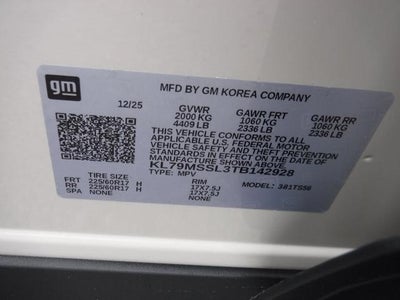 gm
MFD BY GM KOREA COMPANY
12/25 GVWR GAWR FRT GAWR RR
2000 KG 1060 KG 1060 KG
4409 LB 2336 LB 2336 LB
THIS VEHICLE CONFORMS TO ALL
APPLICABLE U.S. FEDERAL MOTOR
VEHICLE SAFETY AND THEFT
PREVENTION STANDARDS IN EFFECT
ON THE DATE OF MANUFACTURE
SHOWN ABOVE.
KL79MSSL3TB142928
TYPE: MPV MODEL: 381TS56
TIRE SIZE RIM
FRT 225/60R17 H 17X7.5J
RR 225/60R17 H 17X7.5J
SPA NONE NONE